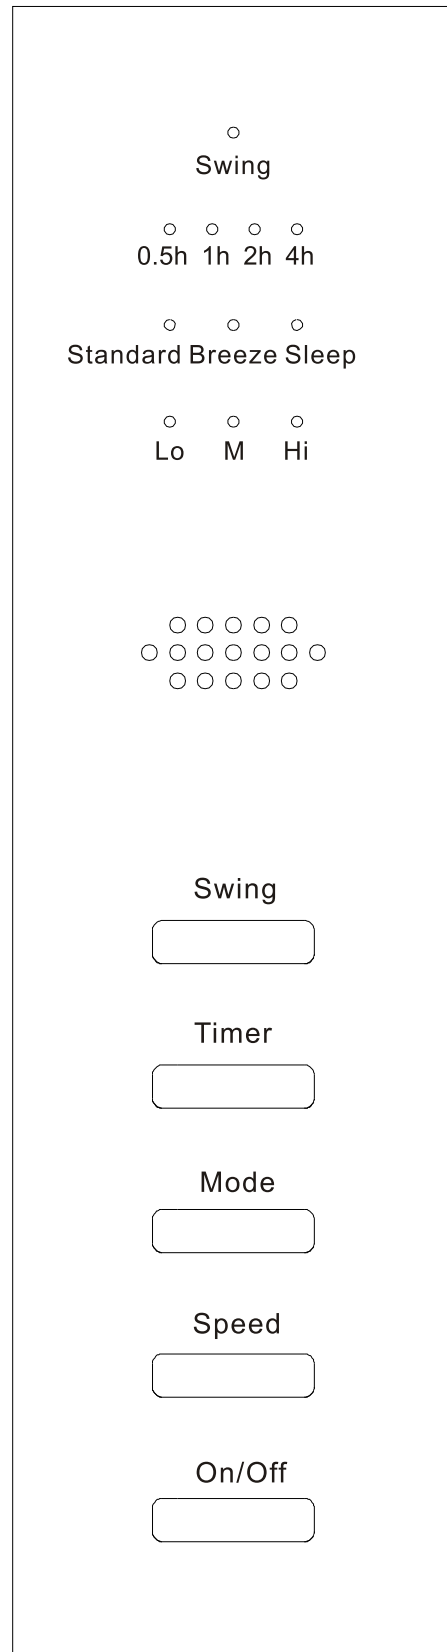 Swing
0.5h 1h 2h 4h
Standard Breeze Sleep
Lo M Hi
Swing
Timer
Mode
Speed
On/Off